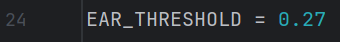 24 EAR_THRESHOLD = 0.27